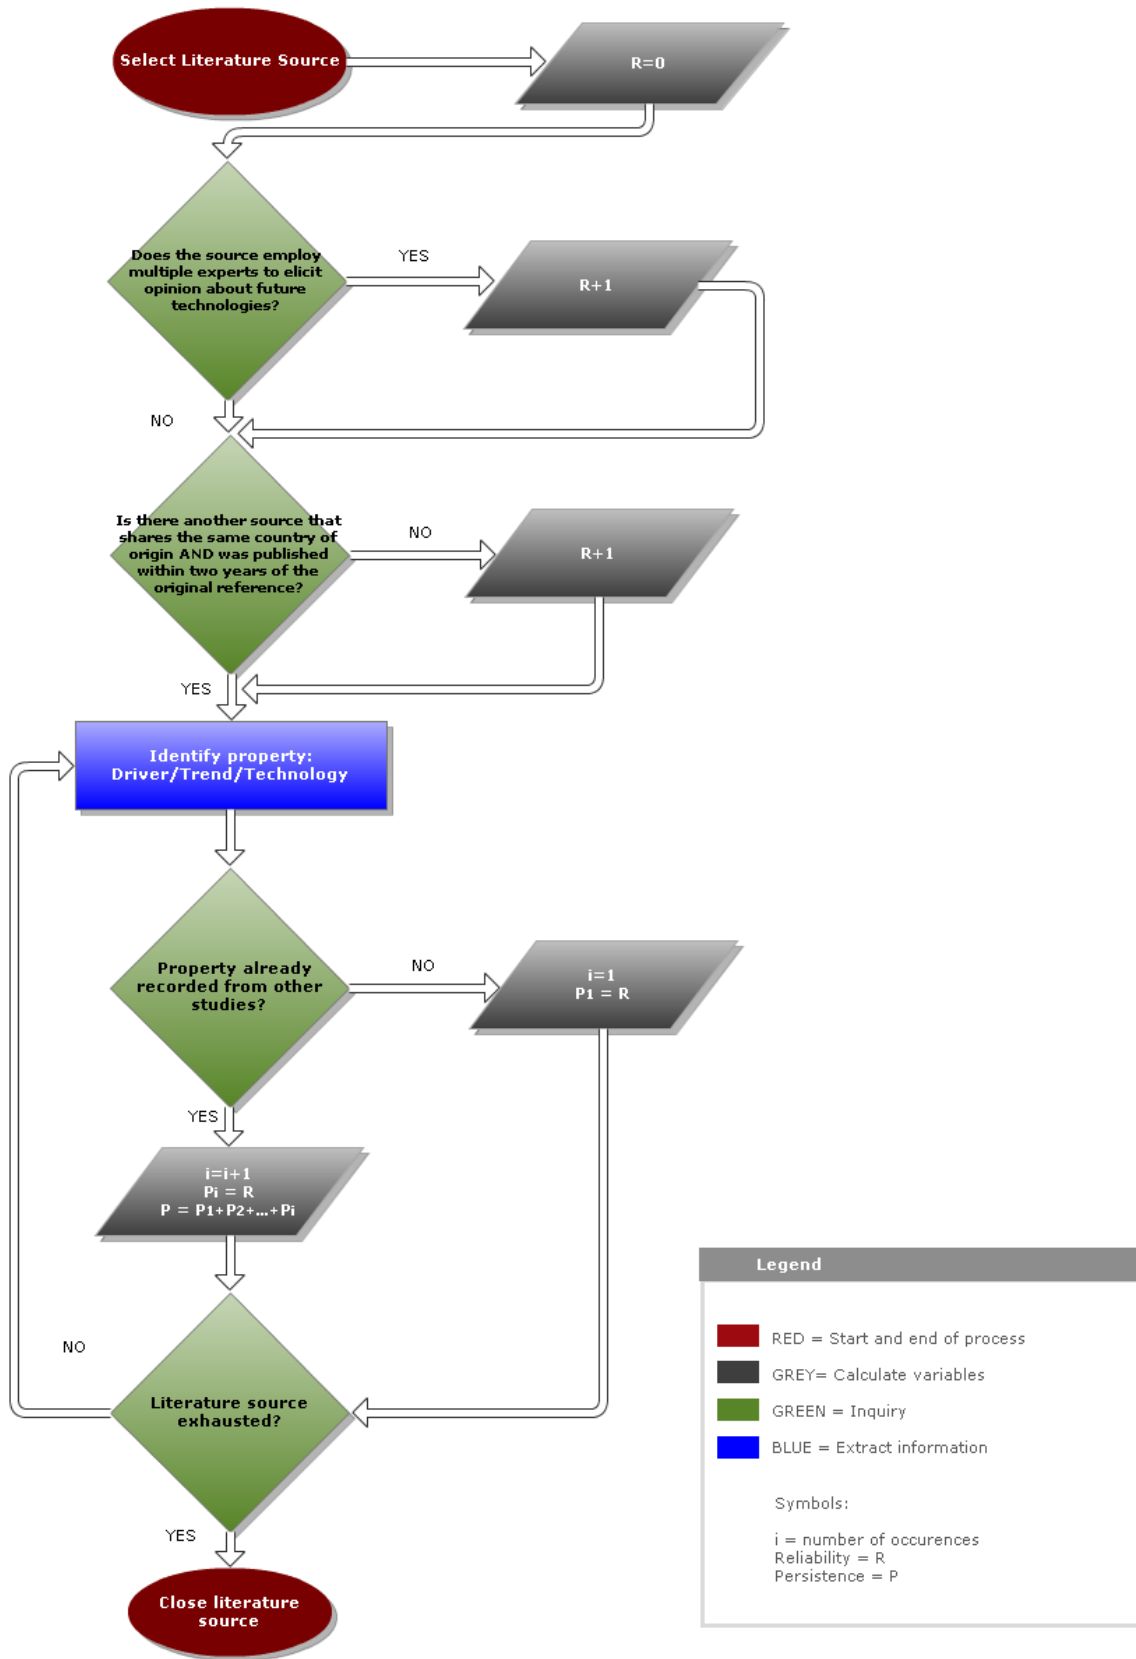 Select Literature Source
R=0
Does the source employ
multiple experts to elicit
opinion about future
technologies?
YES
R+1
NO
Is there another source that
shares the same country of
origin AND was published
within two years of the
original reference?
NO
R+1
YES
Identify property:
Driver/Trend/Technology
Property already
recorded from other
studies?
NO
i=1
P1 = R
YES
i=i+1
Pi = R
P = P1+P2+...+Pi
NO
Literature source
exhausted?
YES
Close literature
source
Legend
RED = Start and end of process
GREY= Calculate variables
GREEN = Inquiry
BLUE = Extract information
Symbols:
i = number of occurences
Reliability = R
Persistence = P